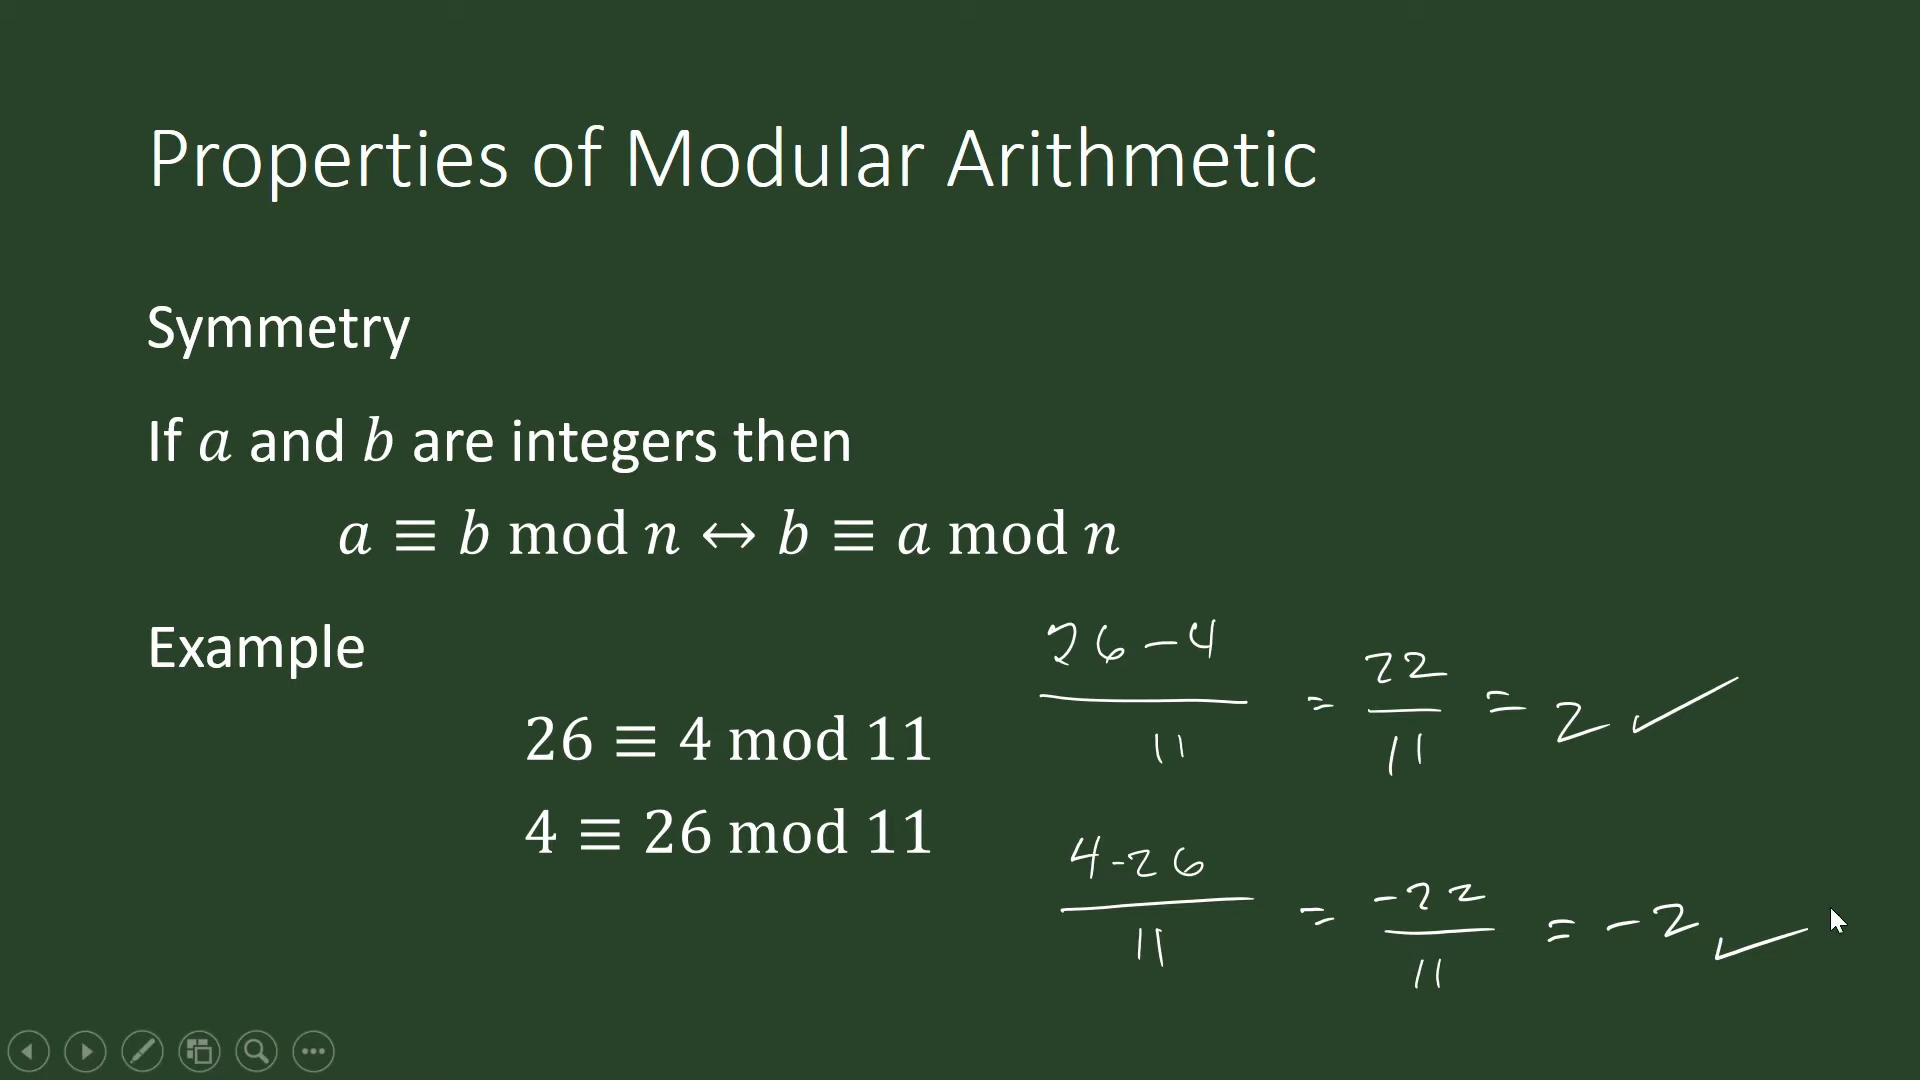 Properties of Modular Arithmetic
Symmetry
If a and b are integers then
a ≡ b mod n ↔ b ≡ a mod n
Example
26 ≡ 4 mod 11
4 ≡ 26 mod 11
26 – 4
11
= 22
11
= 2 ✓
4 - 26
11
= -22
11
= -2 ✓